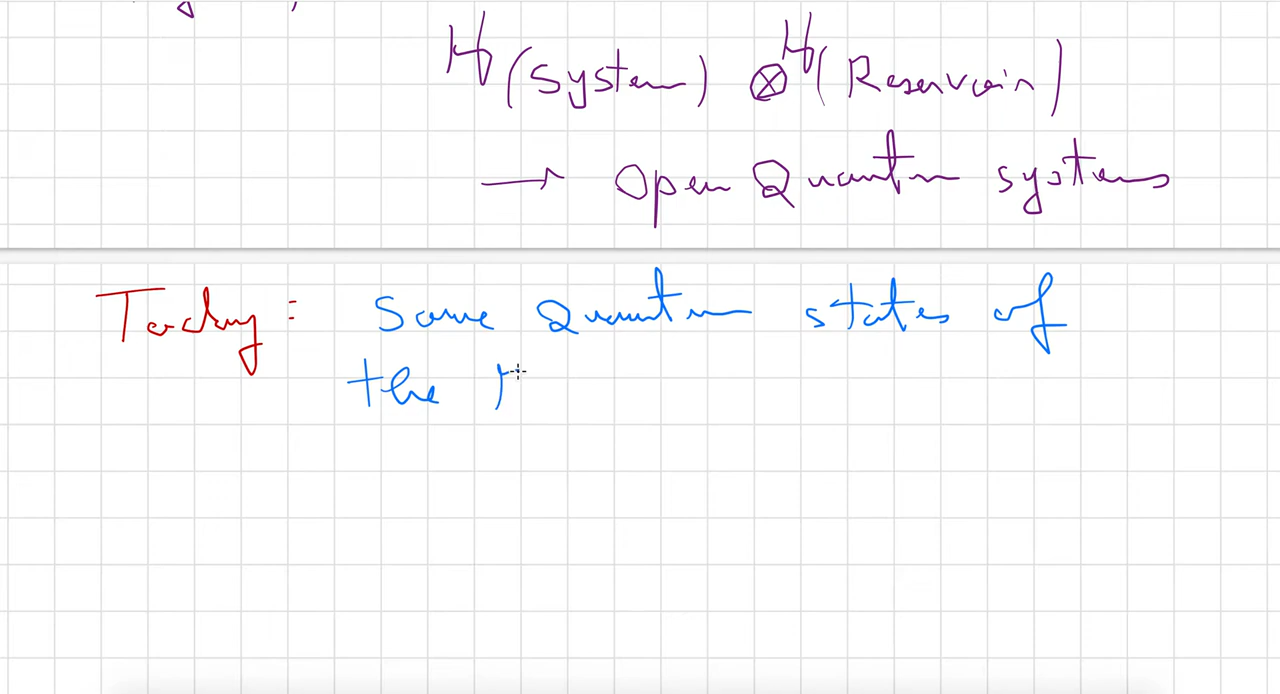 H(System) ⊗ H(Reservoir)
→ Open Quantum systems
Today: Some Quantum states of
the